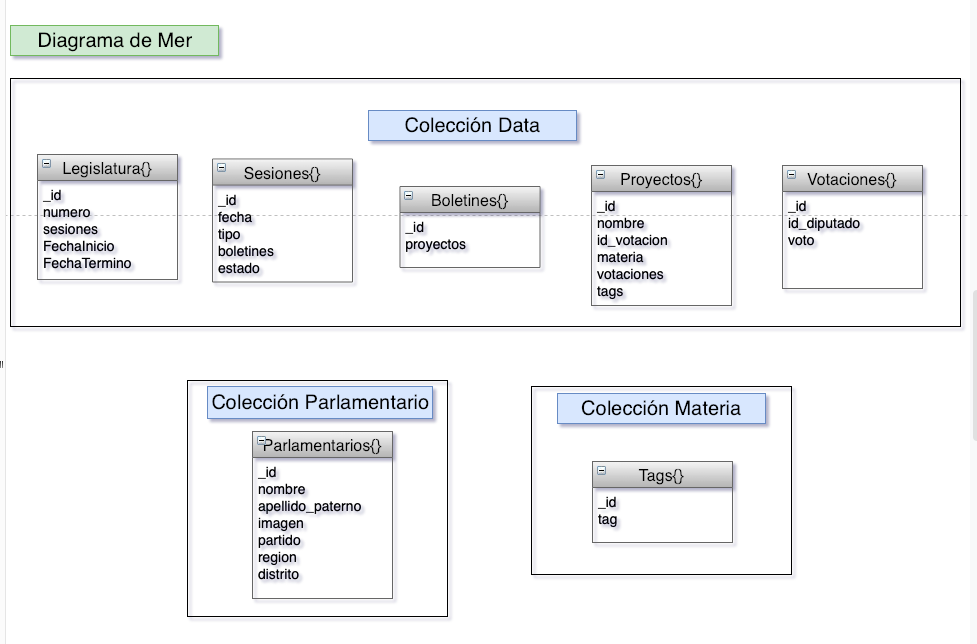 Diagrama de Mer
Colección Data
Legislatura{}
_id
numero
sesiones
FechaInicio
FechaTermino
Sesiones{}
_id
fecha
tipo
boletines
estado
Boletines{}
_id
proyectos
Proyectos{}
_id
nombre
id_votacion
materia
votaciones
tags
Votaciones{}
_id
id_diputado
voto
Colección Parlamentario
Parlamentarios{}
_id
nombre
apellido_paterno
imagen
partido
region
distrito
Colección Materia
Tags{}
_id
tag